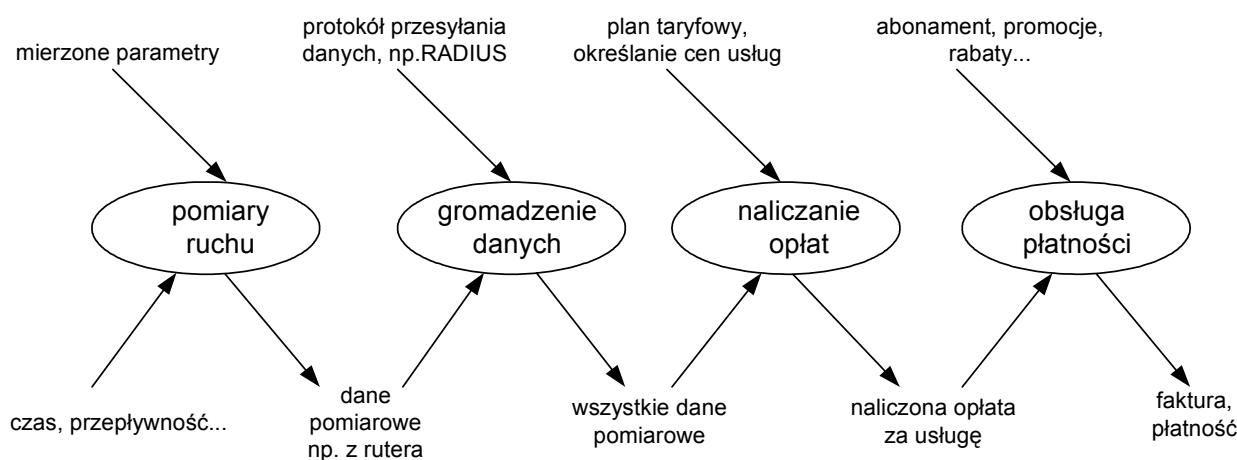 mierzone parametry
protokół przesyłania
danych, np.RADIUS
plan taryfowy,
określanie cen usług
abonament, promocje,
rabaty...
pomiary
ruchu
gromadzenie
danych
naliczanie
opłat
obsługa
płatności
czas, przepływność...
dane
pomiarowe
np. z rutera
wszystkie dane
pomiarowe
naliczona opłata
za usługę
faktura,
płatność